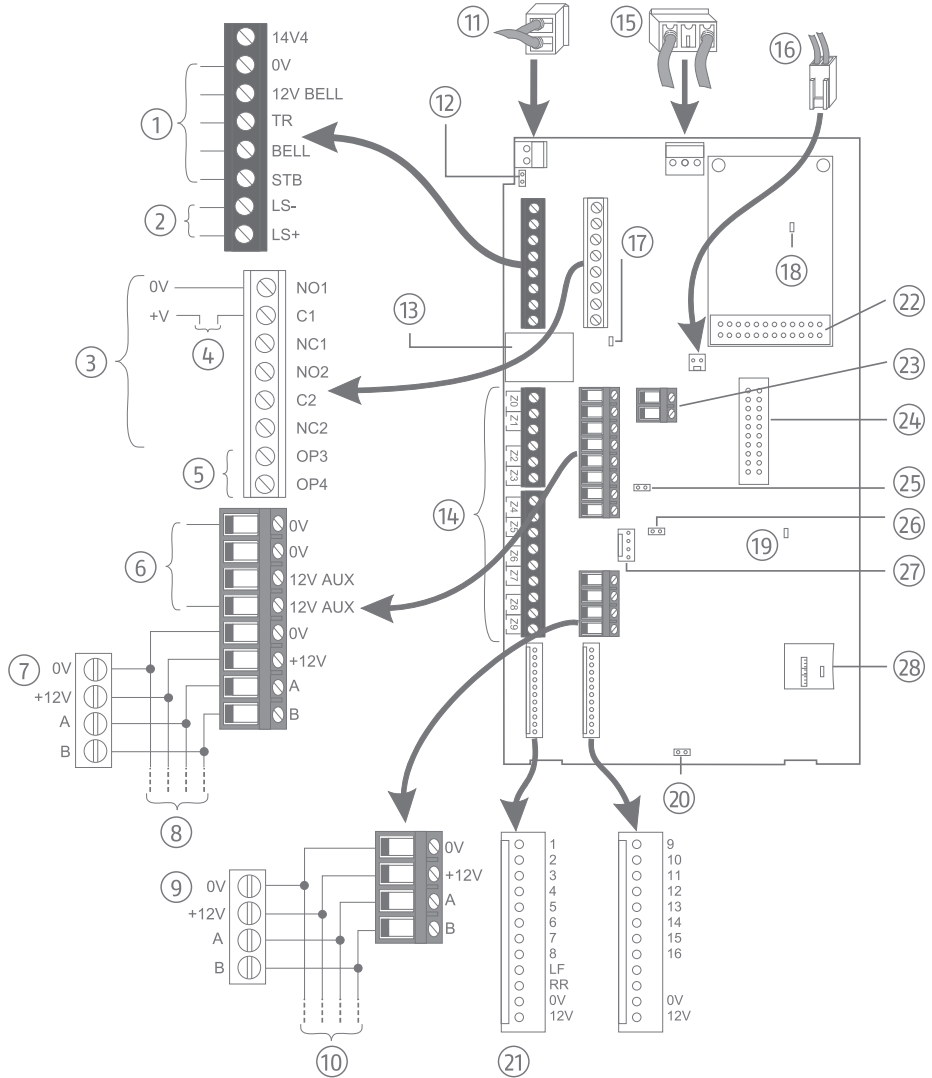 11
15
16
12
14V4
0V
12V BELL
TR
BELL
STB
LS-
LS+
1
2
17
18
13
22
0V
+V
NO1
C1
NC1
NO2
C2
NC2
OP3
OP4
3
4
5
23
24
Z0
Z1
Z2
Z3
Z4
Z5
Z6
Z7
Z8
Z9
14
25
26
19
27
28
20
6
0V
0V
12V AUX
12V AUX
0V
+12V
A
B
7
0V
+12V
A
B
8
9
0V
+12V
A
B
0V
+12V
A
B
10
1
2
3
4
5
6
7
8
LF
RR
0V
12V
21
9
10
11
12
13
14
15
16
0V
12V